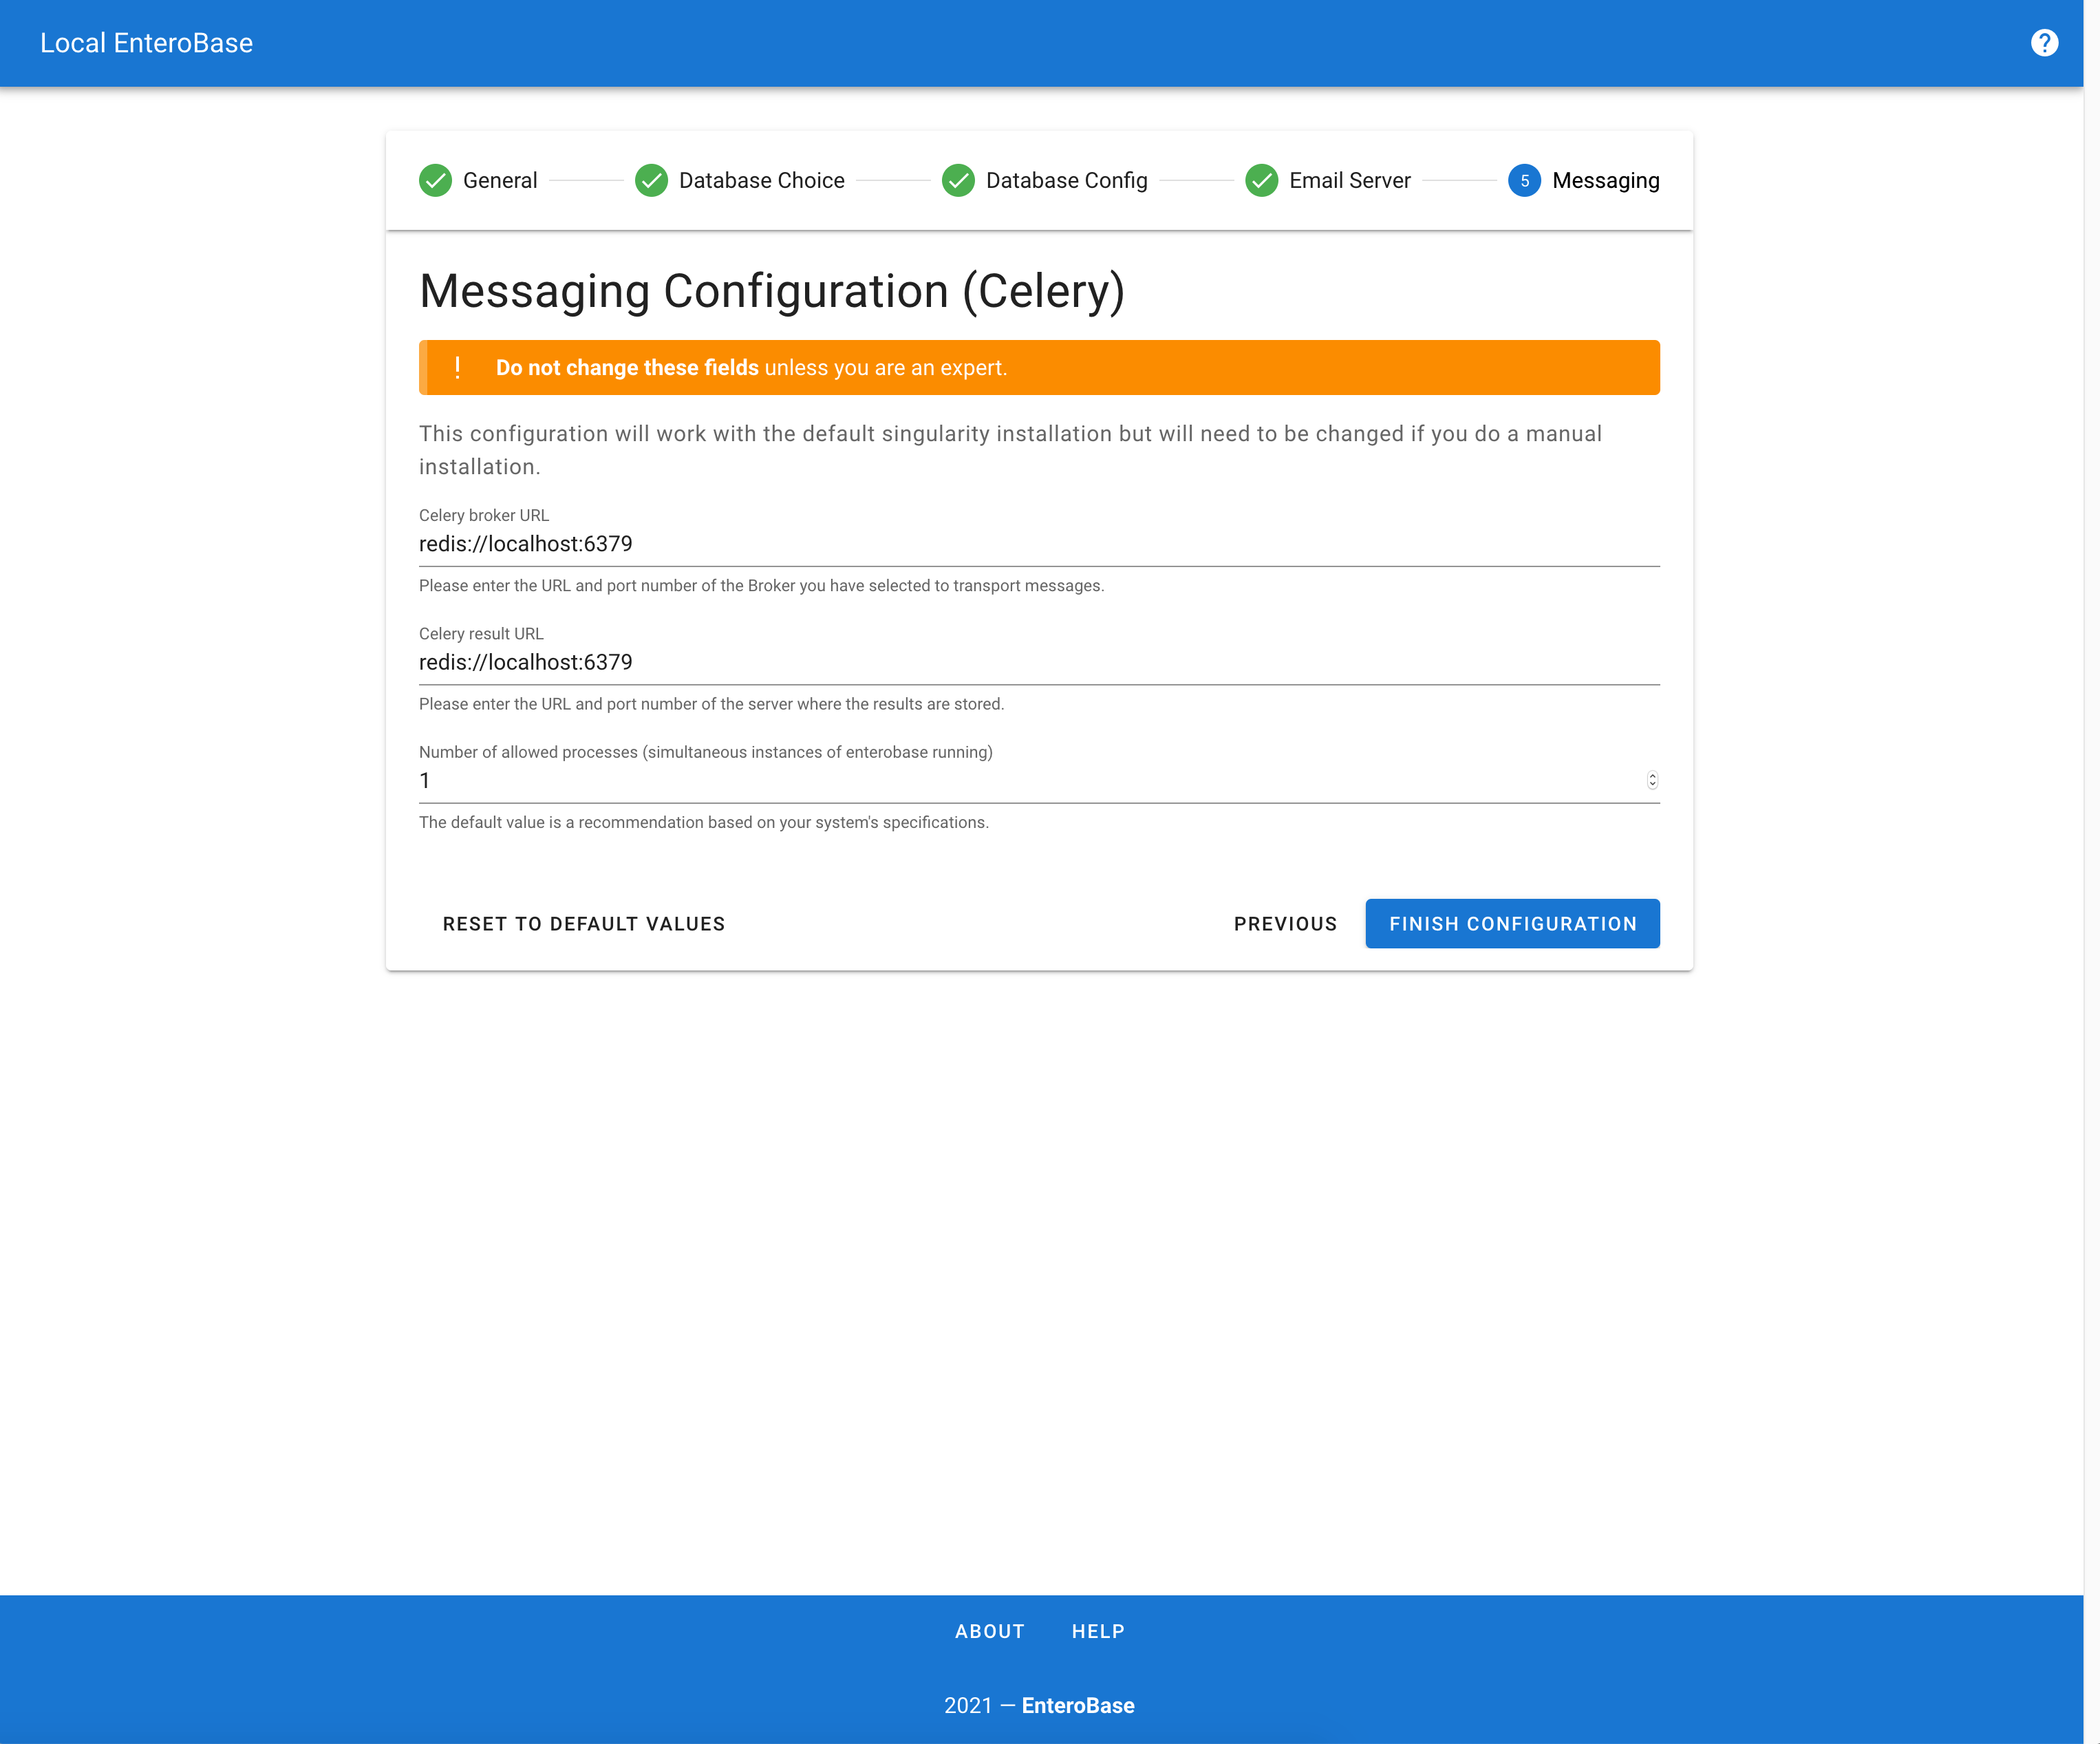 Local EnteroBase
General
Database Choice
Database Config
Email Server
5 Messaging
Messaging Configuration (Celery)
Do not change these fields unless you are an expert.
This configuration will work with the default singularity installation but will need to be changed if you do a manual
installation.
Celery broker URL
redis://localhost:6379
Please enter the URL and port number of the Broker you have selected to transport messages.
Celery result URL
redis://localhost:6379
Please enter the URL and port number of the server where the results are stored.
Number of allowed processes (simultaneous instances of enterobase running)
1
The default value is a recommendation based on your system's specifications.
RESET TO DEFAULT VALUES
PREVIOUS
FINISH CONFIGURATION
ABOUT
HELP
2021 — EnteroBase